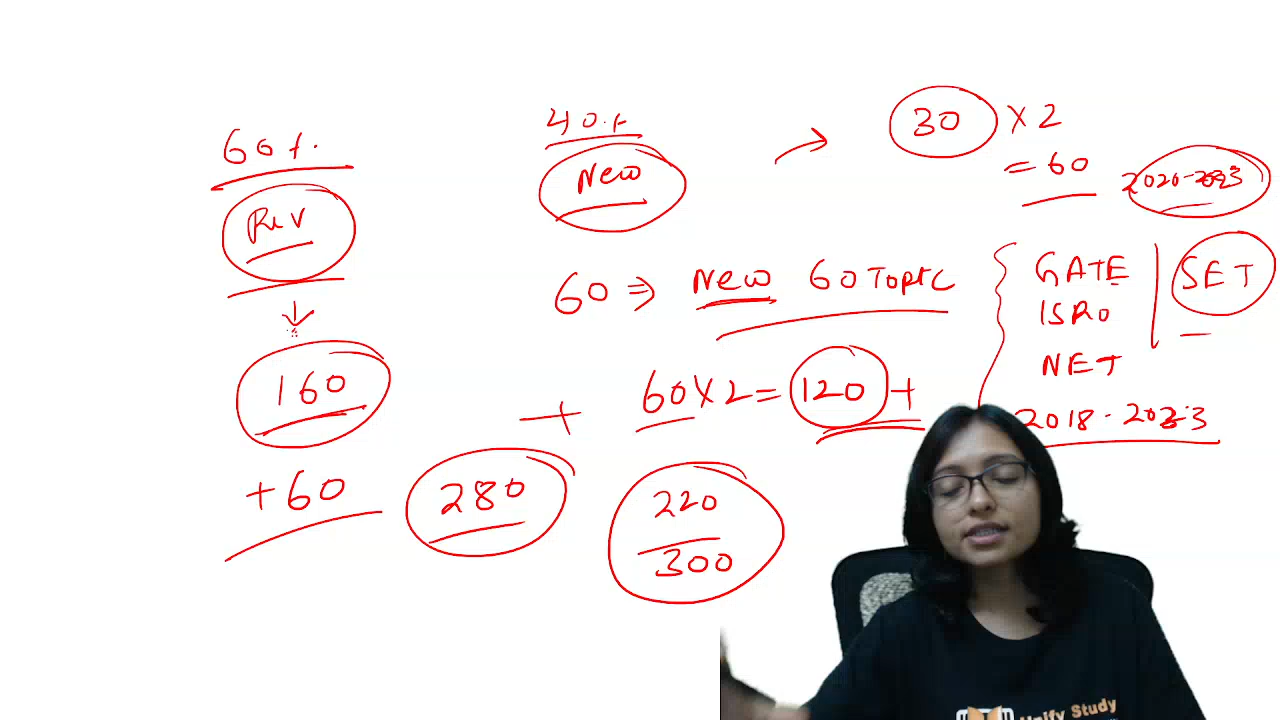 60%.
Rev
160
+60
40%
New
30 × 2
= 60
2020-2023
60 ⇒ New 60 Topic
+ 60 × 2 = 120 +
280
220
300
GATE
ISRO
NET
SET
2018 - 2023
Unify Study